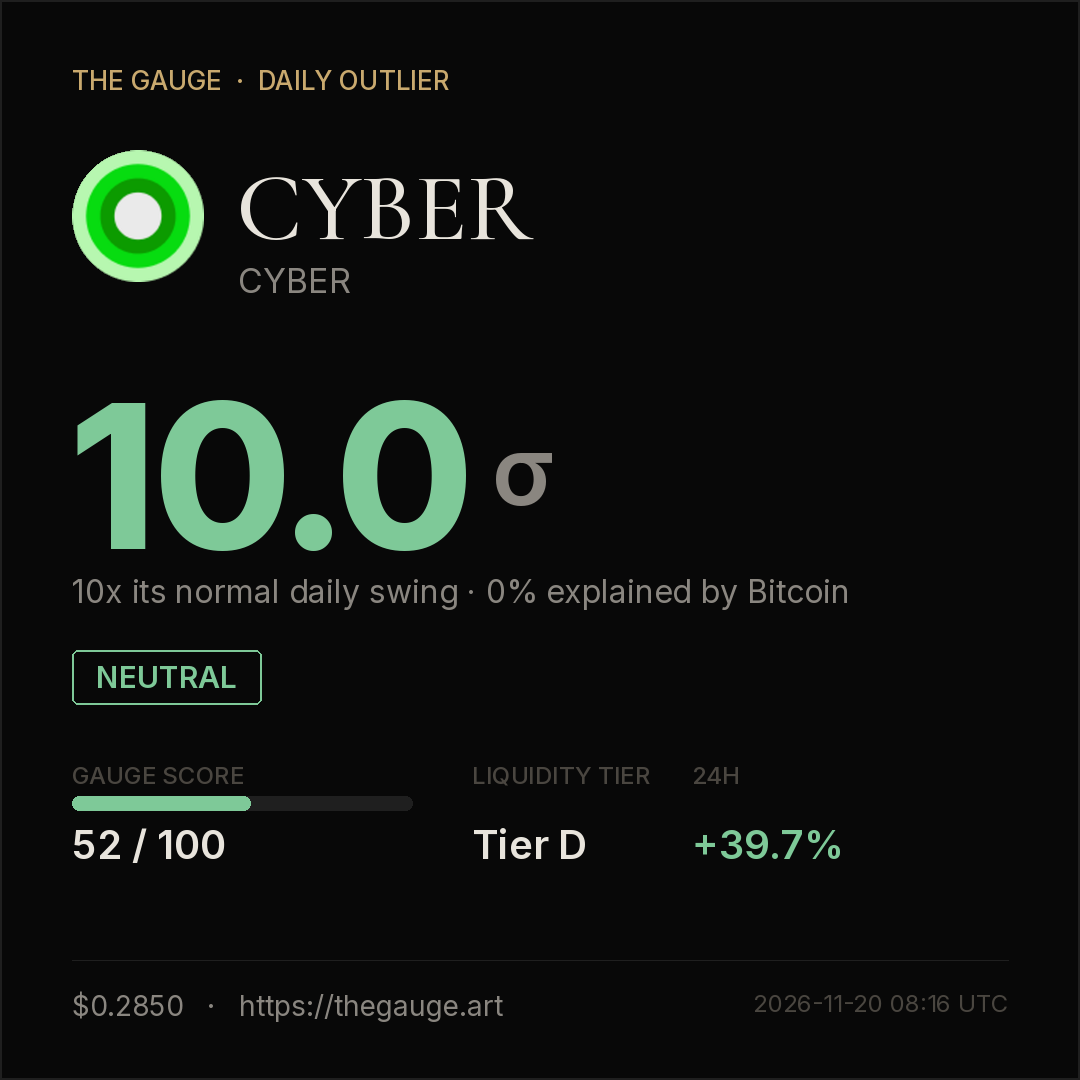 THE GAUGE · DAILY OUTLIER
CYBER
CYBER
10.0 σ
10x its normal daily swing · 0% explained by Bitcoin
NEUTRAL
GAUGE SCORE LIQUIDITY TIER 24H
52 / 100 Tier D +39.7%
$0.2850 · https://thegauge.art 2026-11-20 08:16 UTC